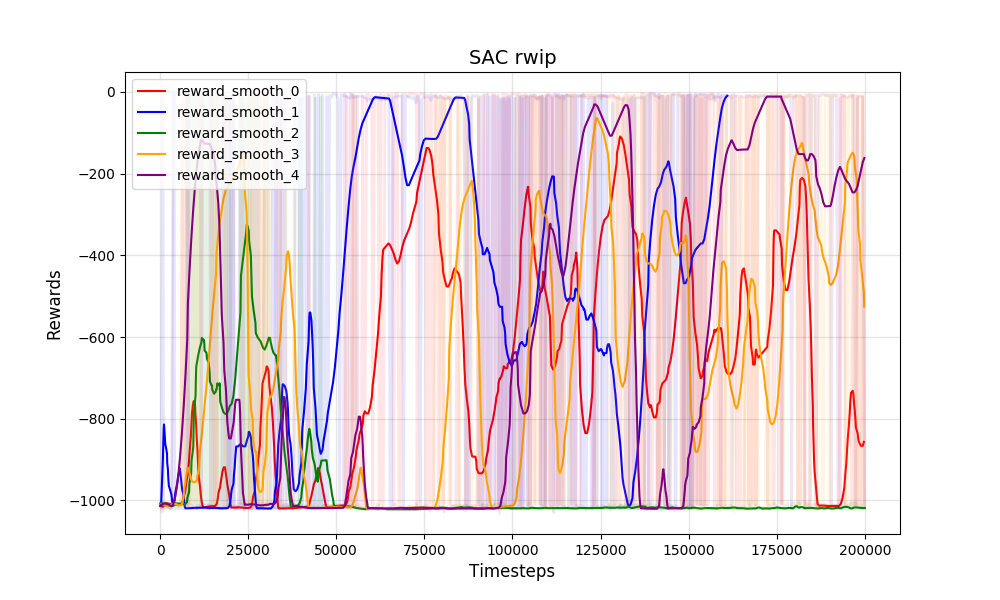 SAC rwip
reward_smooth_0
reward_smooth_1
reward_smooth_2
reward_smooth_3
reward_smooth_4
0
−200
−400
−600
−800
−1000
Rewards
0 25000 50000 75000 100000 125000 150000 175000 200000
Timesteps